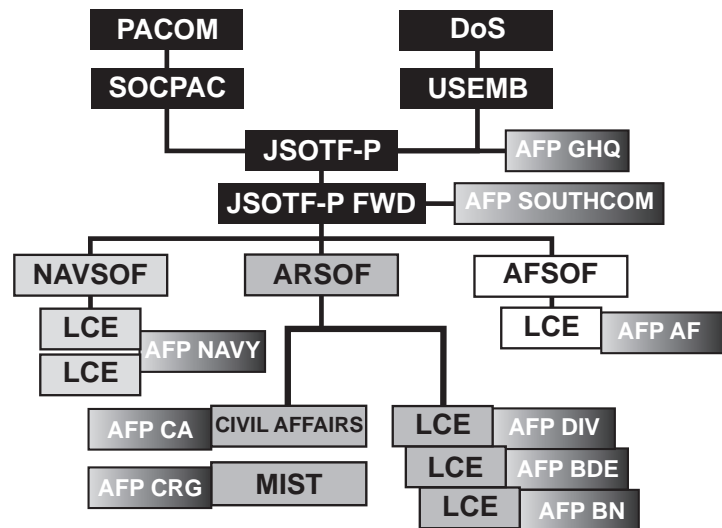 PACOM
DoS
SOCPAC
USEMB
JSOTF-P
AFP GHQ
JSOTF-P FWD
AFP SOUTHCOM
NAVSOF
ARSOF
AFSOF
LCE
AFP NAVY
LCE
LCE
AFP AF
AFP CA
CIVIL AFFAIRS
LCE
AFP DIV
AFP CRG
MIST
LCE
AFP BDE
LCE
AFP BN